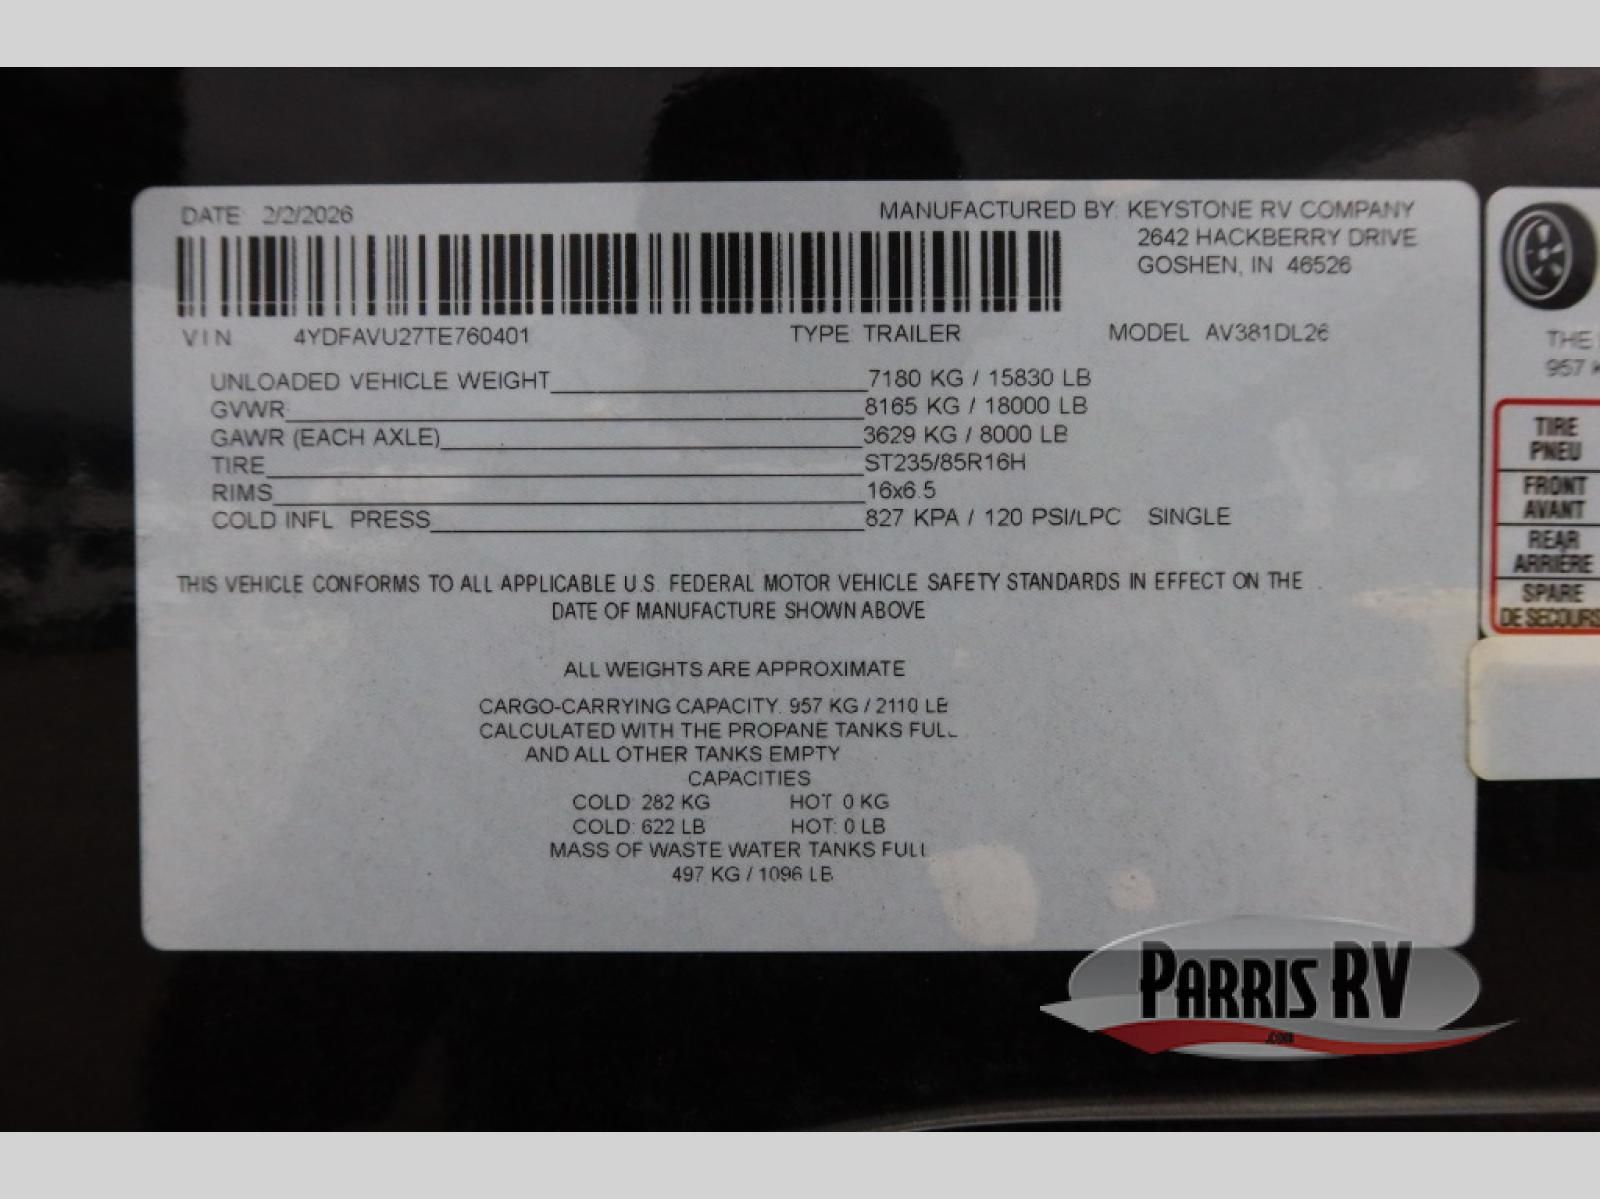 DATE 2/2/2026
MANUFACTURED BY: KEYSTONE RV COMPANY
2642 HACKBERRY DRIVE
GOSHEN, IN 46526
VIN 4YDFAVU27TE760401 TYPE TRAILER MODEL AV381DL26
UNLOADED VEHICLE WEIGHT 7180 KG / 15830 LB
GVWR 8165 KG / 18000 LB
GAWR (EACH AXLE) 3629 KG / 8000 LB
TIRE ST235/85R16H
RIMS 16x6.5
COLD INFL PRESS 827 KPA / 120 PSI/LPC SINGLE
THIS VEHICLE CONFORMS TO ALL APPLICABLE U.S. FEDERAL MOTOR VEHICLE SAFETY STANDARDS IN EFFECT ON THE
DATE OF MANUFACTURE SHOWN ABOVE
ALL WEIGHTS ARE APPROXIMATE
CARGO-CARRYING CAPACITY. 957 KG / 2110 LB
CALCULATED WITH THE PROPANE TANKS FULL
AND ALL OTHER TANKS EMPTY
CAPACITIES
COLD: 282 KG HOT: 0 KG
COLD: 622 LB HOT: 0 LB
MASS OF WASTE WATER TANKS FULL
497 KG / 1096 LB
THE
957 K
TIRE
PNEU
FRONT
AVANT
REAR
ARRIÈRE
SPARE
DE SECOURS
PARRIS RV
.COM